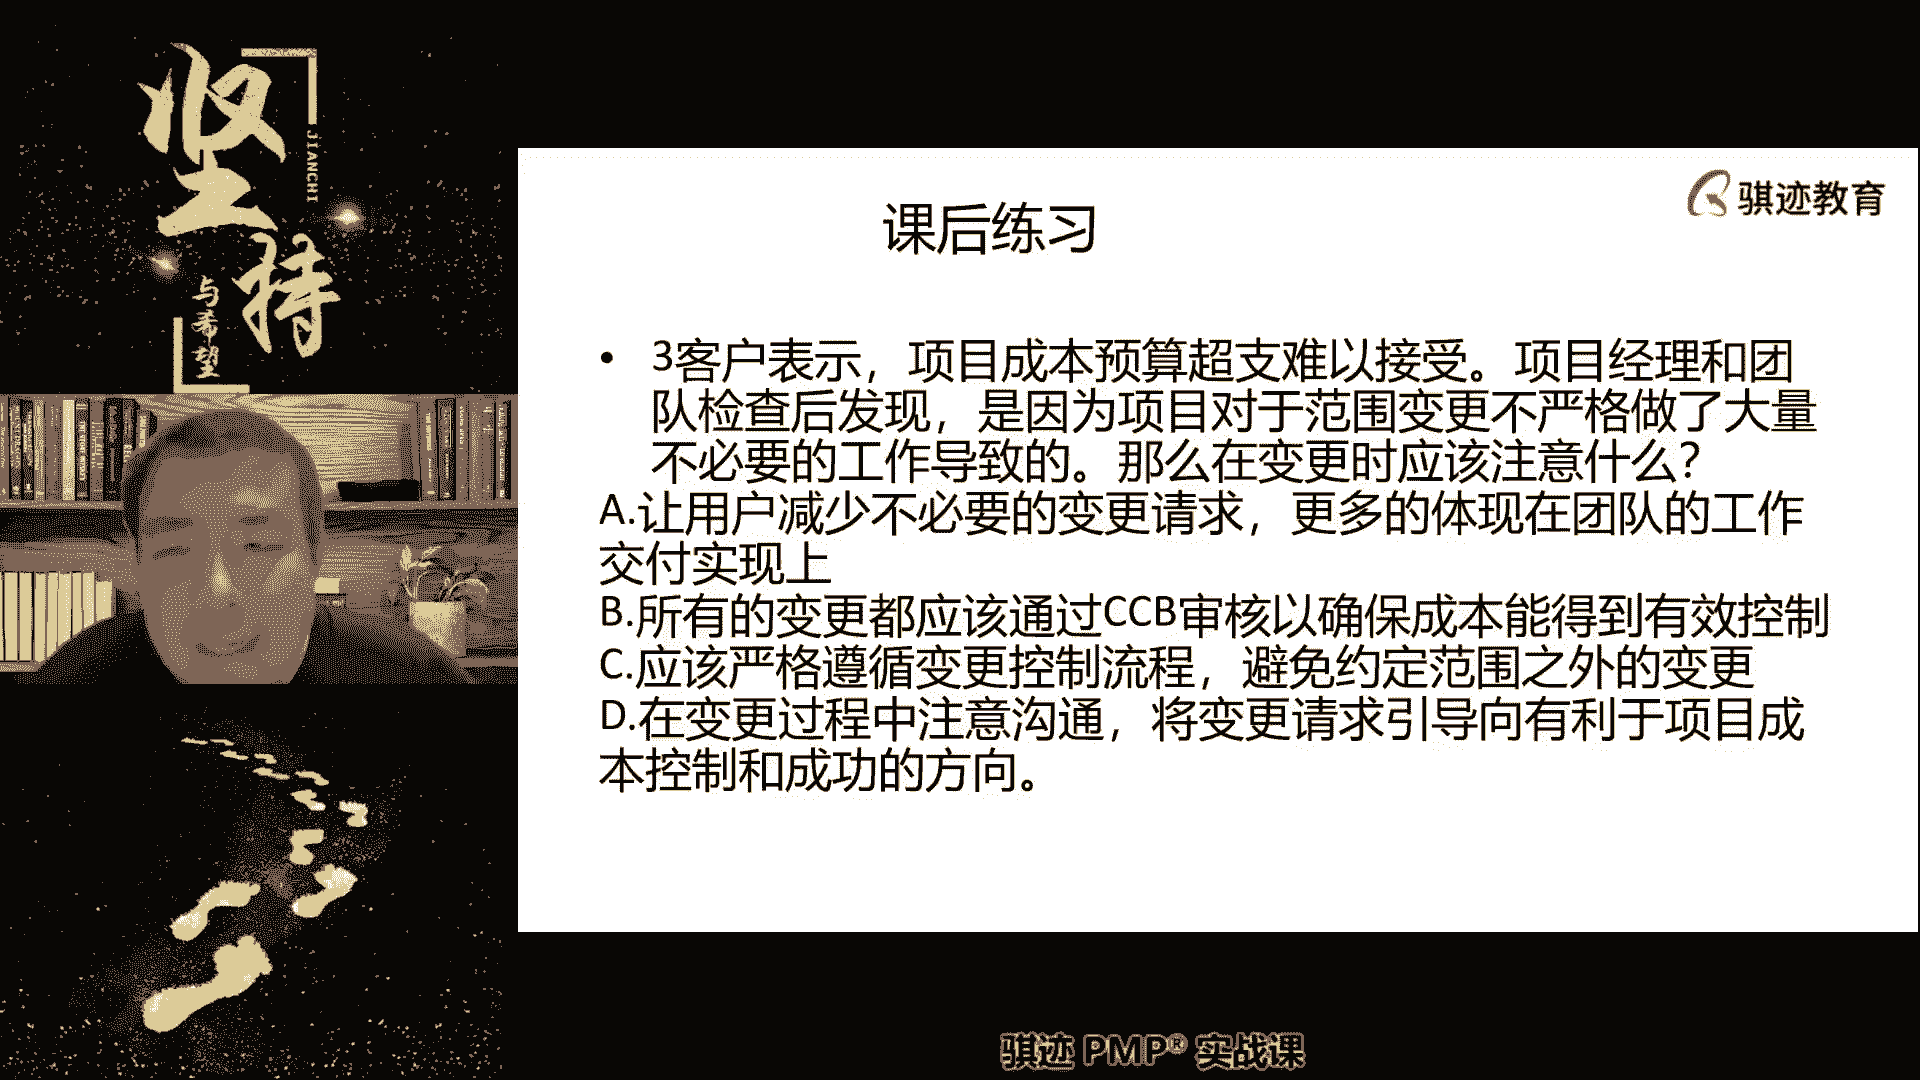 坚持
JIANCHI
与希望
骐迹教育
课后练习
• 3客户表示，项目成本预算超支难以接受。项目经理和团
队检查后发现，是因为项目对于范围变更不严格做了大量
不必要的工作导致的。那么在变更时应该注意什么？
A.让用户减少不必要的变更请求，更多的体现在团队的工作
交付实现上
B.所有的变更都应该通过CCB审核以确保成本能得到有效控制
C.应该严格遵循变更控制流程，避免约定范围之外的变更
D.在变更过程中注意沟通，将变更请求引导向有利于项目成
本控制和成功的方向。
骐迹 PMP® 实战课